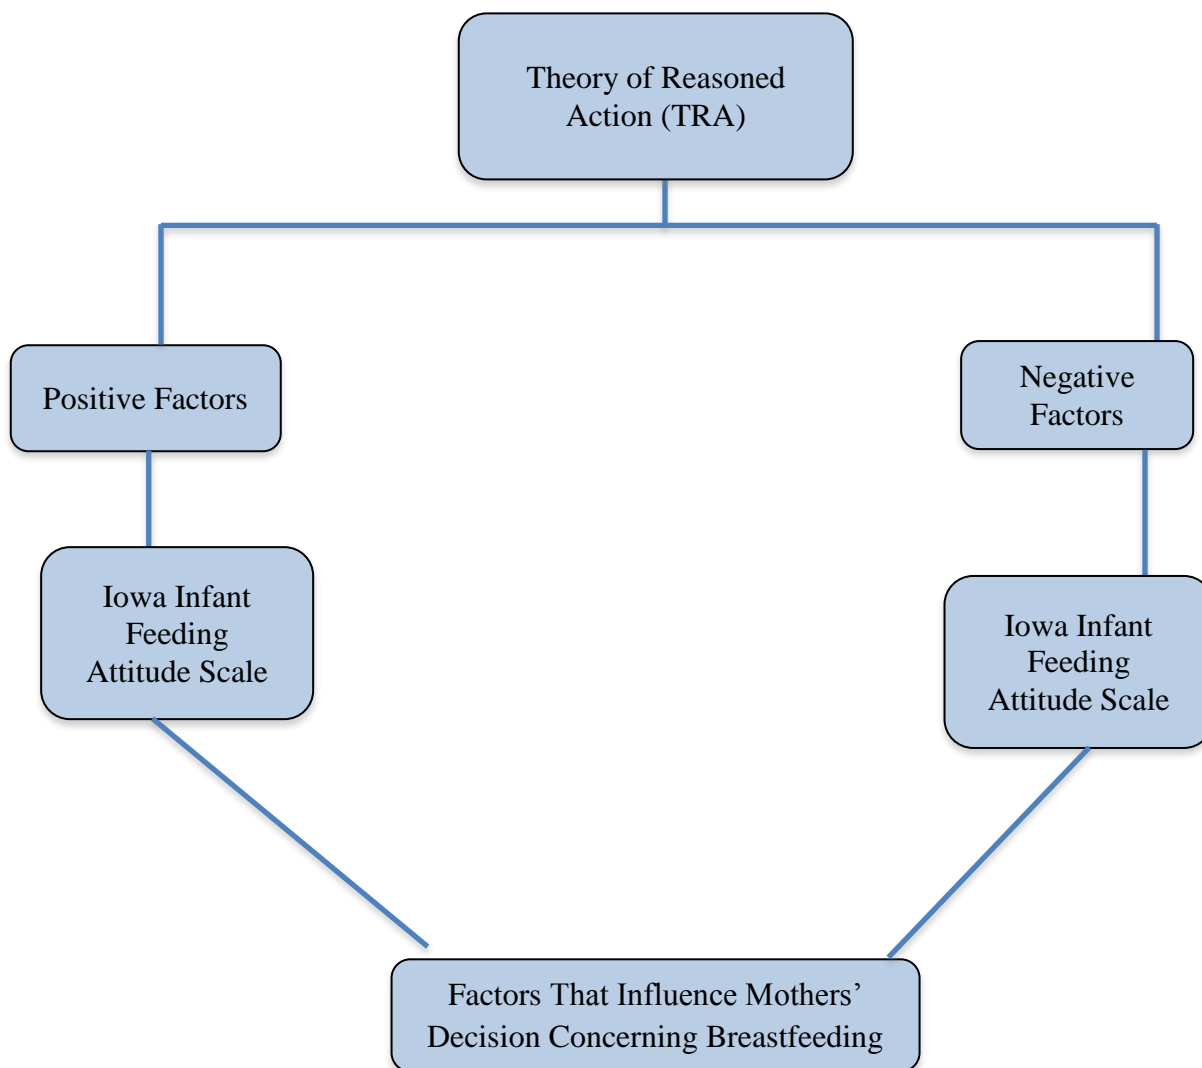 Theory of Reasoned
Action (TRA)
Positive Factors
Negative
Factors
Iowa Infant
Feeding
Attitude Scale
Iowa Infant
Feeding
Attitude Scale
Factors That Influence Mothers’
Decision Concerning Breastfeeding